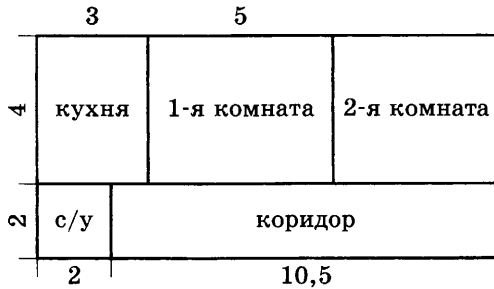 3 5
4 кухня 1-я комната 2-я комната
2 с/у коридор
2 10,5